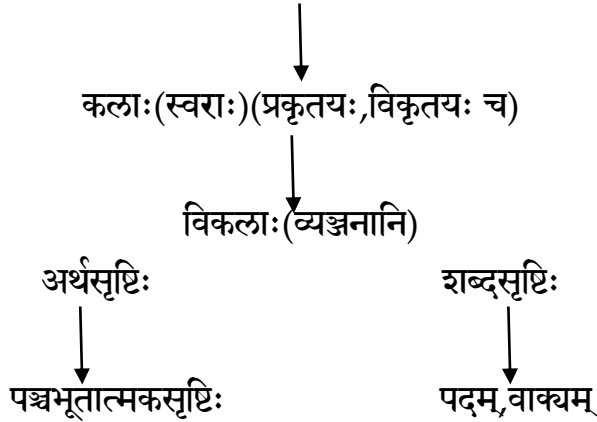 कलाः(स्वराः)(प्रकृतयः,विकृतयः च)
विकलाः(व्यञ्जनानि)
अर्थसृष्टिः शब्दसृष्टिः
पञ्चभूतात्मकसृष्टिः पदम्,वाक्यम्